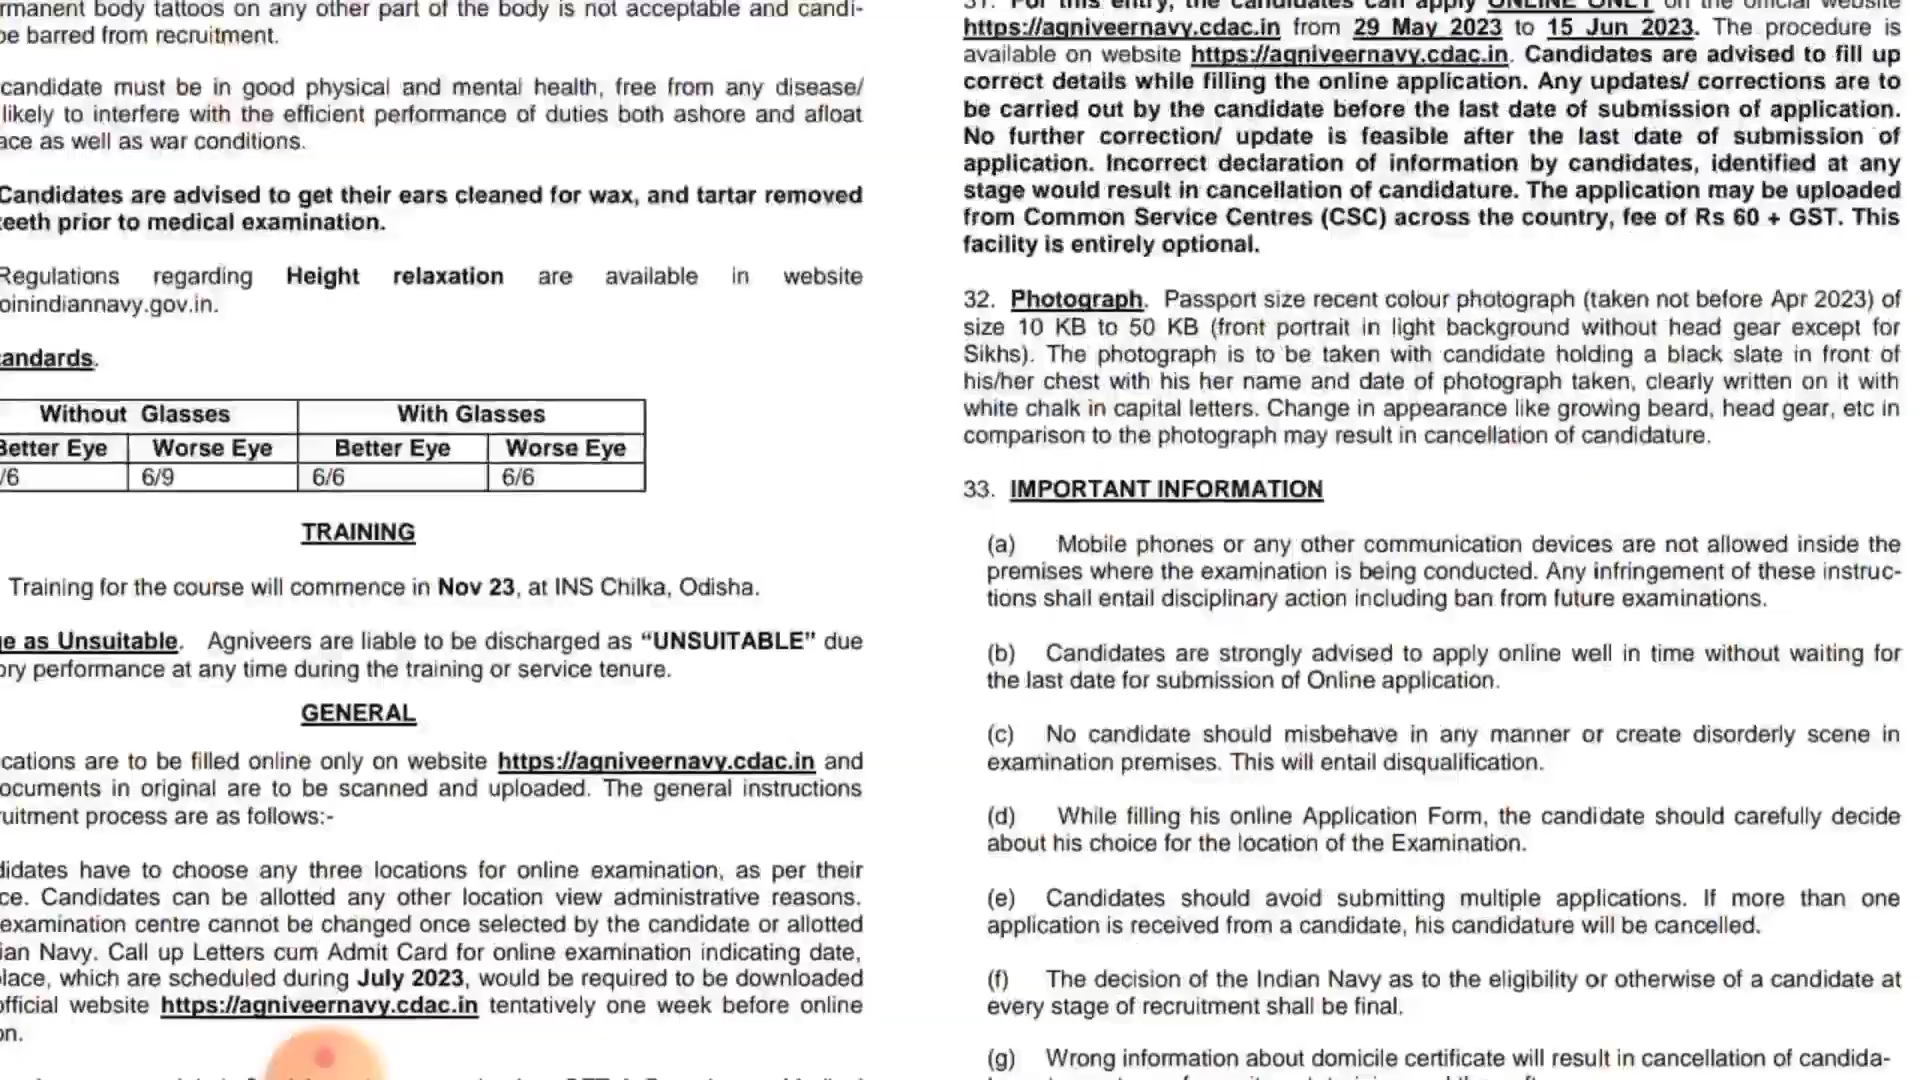 rmanent body tattoos on any other part of the body is not acceptable and candi-
be barred from recruitment.
candidate must be in good physical and mental health, free from any disease/
likely to interfere with the efficient performance of duties both ashore and afloat
ace as well as war conditions.
Candidates are advised to get their ears cleaned for wax, and tartar removed
teeth prior to medical examination.
Regulations regarding Height relaxation are available in website
oinindiannavy.gov.in.
andards.
Without Glasses With Glasses
Better Eye Worse Eye Better Eye Worse Eye
/6 6/9 6/6 6/6
TRAINING
Training for the course will commence in Nov 23, at INS Chilka, Odisha.
ge as Unsuitable. Agniveers are liable to be discharged as “UNSUITABLE” due
ory performance at any time during the training or service tenure.
GENERAL
cations are to be filled online only on website https://agniveernavy.cdac.in and
ocuments in original are to be scanned and uploaded. The general instructions
ruitment process are as follows:-
didates have to choose any three locations for online examination, as per their
ce. Candidates can be allotted any other location view administrative reasons.
examination centre cannot be changed once selected by the candidate or allotted
ian Navy. Call up Letters cum Admit Card for online examination indicating date,
place, which are scheduled during July 2023, would be required to be downloaded
official website https://agniveernavy.cdac.in tentatively one week before online
on.
31. For this entry, the candidates can apply ONLINE ONLY on the official website
https://agniveernavy.cdac.in from 29 May 2023 to 15 Jun 2023. The procedure is
available on website https://agniveernavy.cdac.in. Candidates are advised to fill up
correct details while filling the online application. Any updates/ corrections are to
be carried out by the candidate before the last date of submission of application.
No further correction/ update is feasible after the last date of submission of
application. Incorrect declaration of information by candidates, identified at any
stage would result in cancellation of candidature. The application may be uploaded
from Common Service Centres (CSC) across the country, fee of Rs 60 + GST. This
facility is entirely optional.
32. Photograph. Passport size recent colour photograph (taken not before Apr 2023) of
size 10 KB to 50 KB (front portrait in light background without head gear except for
Sikhs). The photograph is to be taken with candidate holding a black slate in front of
his/her chest with his her name and date of photograph taken, clearly written on it with
white chalk in capital letters. Change in appearance like growing beard, head gear, etc in
comparison to the photograph may result in cancellation of candidature.
33. IMPORTANT INFORMATION
(a) Mobile phones or any other communication devices are not allowed inside the
premises where the examination is being conducted. Any infringement of these instruc-
tions shall entail disciplinary action including ban from future examinations.
(b) Candidates are strongly advised to apply online well in time without waiting for
the last date for submission of Online application.
(c) No candidate should misbehave in any manner or create disorderly scene in
examination premises. This will entail disqualification.
(d) While filling his online Application Form, the candidate should carefully decide
about his choice for the location of the Examination.
(e) Candidates should avoid submitting multiple applications. If more than one
application is received from a candidate, his candidature will be cancelled.
(f) The decision of the Indian Navy as to the eligibility or otherwise of a candidate at
every stage of recruitment shall be final.
(g) Wrong information about domicile certificate will result in cancellation of candida-